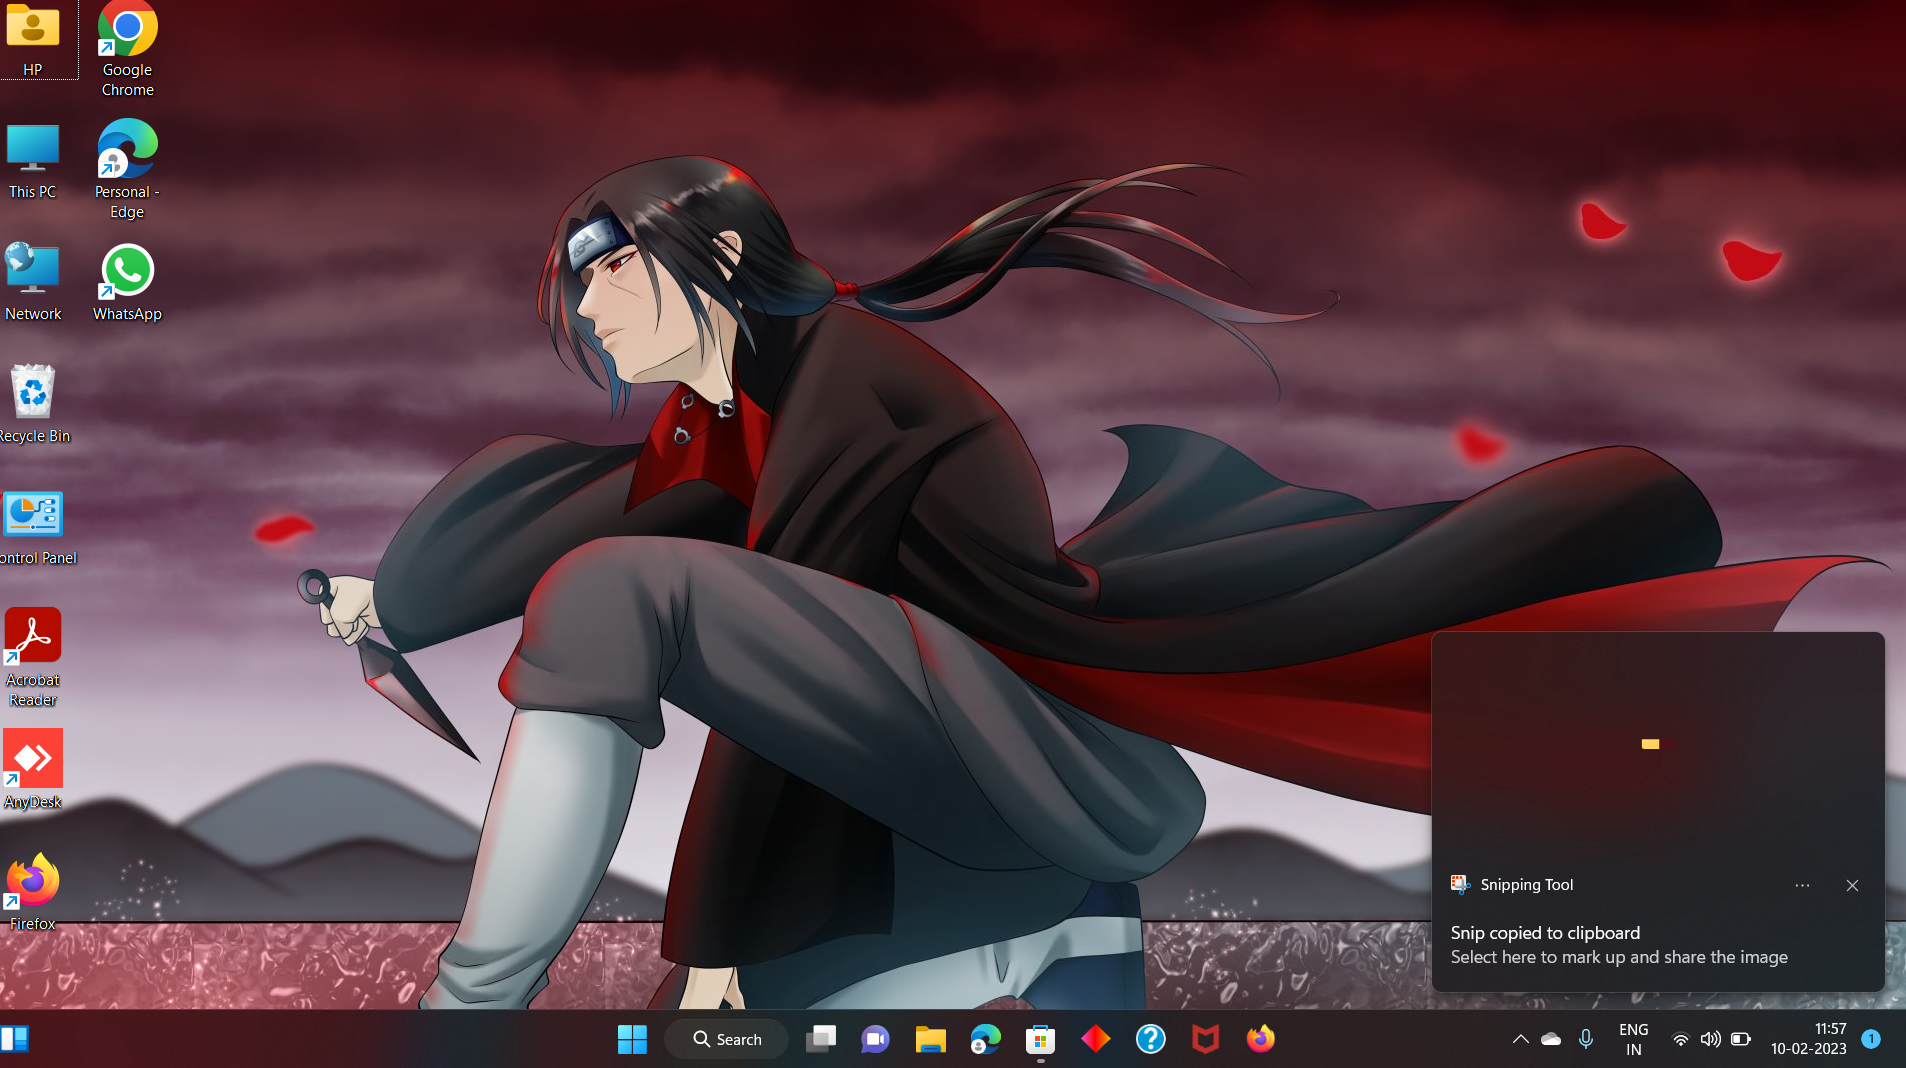 HP
Google
Chrome
This PC
Personal -
Edge
Network
WhatsApp
Recycle Bin
ontrol Panel
Acrobat
Reader
AnyDesk
Firefox
Snipping Tool
Snip copied to clipboard
Select here to mark up and share the image
Search
ENG
IN
11:57
10-02-2023
1